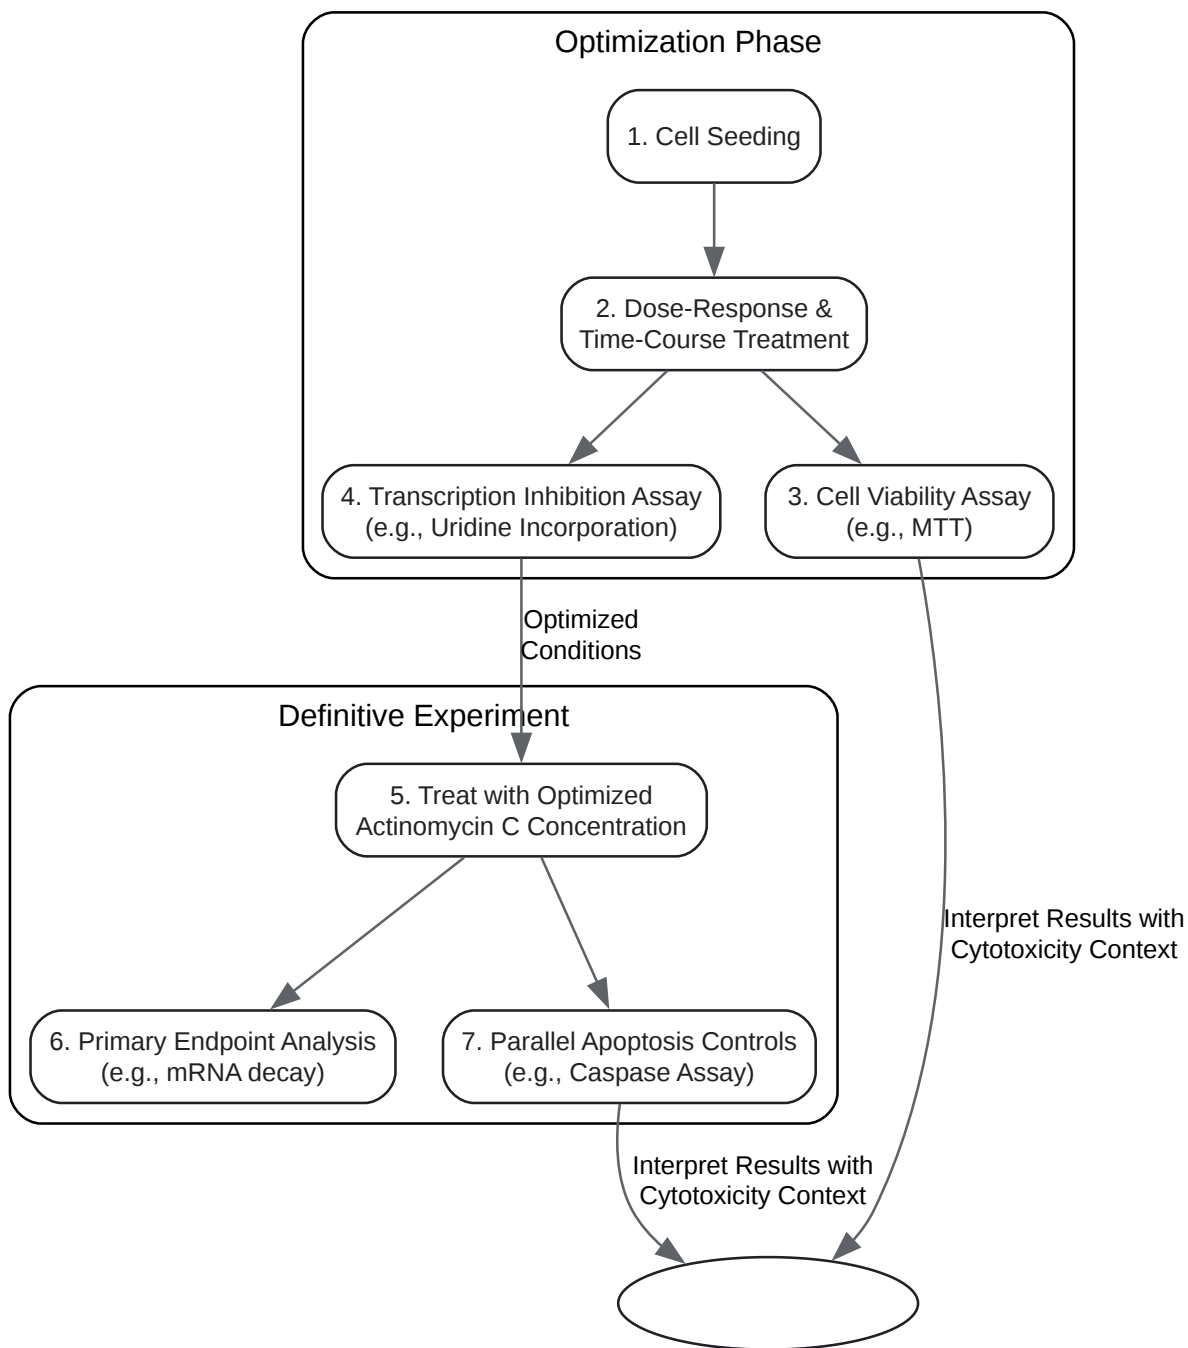 Optimization Phase
1. Cell Seeding
2. Dose-Response &
Time-Course Treatment
4. Transcription Inhibition Assay
(e.g., Uridine Incorporation)
3. Cell Viability Assay
(e.g., MTT)
Optimized
Conditions
Definitive Experiment
5. Treat with Optimized
Actinomycin C Concentration
Interpret Results with
Cytotoxicity Context
6. Primary Endpoint Analysis
(e.g., mRNA decay)
7. Parallel Apoptosis Controls
(e.g., Caspase Assay)
Interpret Results with
Cytotoxicity Context